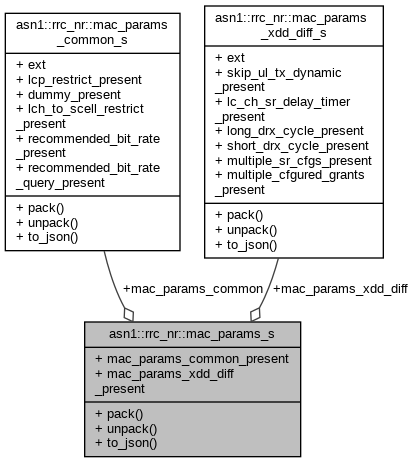 asn1::rrc_nr::mac_params
_common_s
+ ext
+ lcp_restrict_present
+ dummy_present
+ lch_to_scell_restrict
_present
+ recommended_bit_rate
_present
+ recommended_bit_rate
_query_present
+ pack()
+ unpack()
+ to_json()
asn1::rrc_nr::mac_params
_xdd_diff_s
+ ext
+ skip_ul_tx_dynamic
_present
+ lc_ch_sr_delay_timer
_present
+ long_drx_cycle_present
+ short_drx_cycle_present
+ multiple_sr_cfgs_present
+ multiple_cfgured_grants
_present
+ pack()
+ unpack()
+ to_json()
+mac_params_common
+mac_params_xdd_diff
asn1::rrc_nr::mac_params_s
+ mac_params_common_present
+ mac_params_xdd_diff
_present
+ pack()
+ unpack()
+ to_json()